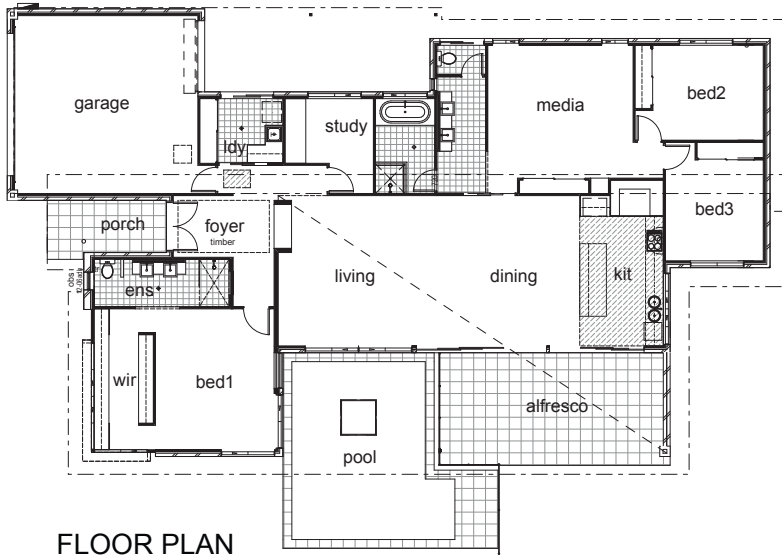 garage
ldy
study
media
bed2
bed3
porch
foyer
timber
living
dining
kit
ens
obs
wir
bed1
pool
alfresco
FLOOR PLAN